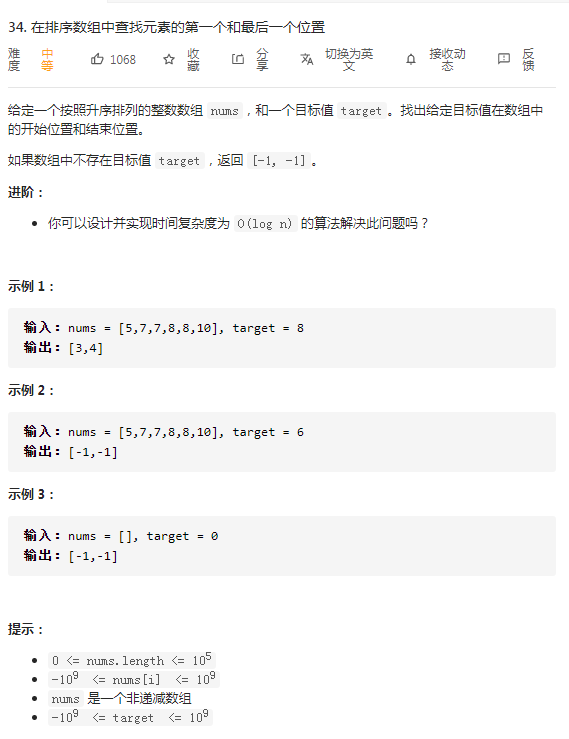 34. 在排序数组中查找元素的第一个和最后一个位置
难度 中等 1068 收藏 分享 切换为英文 接收动态 反馈
给定一个按照升序排列的整数数组 nums，和一个目标值 target。找出给定目标值在数组中
的开始位置和结束位置。
如果数组中不存在目标值 target，返回 [-1, -1]。
进阶：
• 你可以设计并实现时间复杂度为 O(log n) 的算法解决此问题吗？
示例 1：
输入：nums = [5,7,7,8,8,10], target = 8
输出：[3,4]
示例 2：
输入：nums = [5,7,7,8,8,10], target = 6
输出：[-1,-1]
示例 3：
输入：nums = [], target = 0
输出：[-1,-1]
提示：
• 0 <= nums.length <= 10⁵
• -10⁹ <= nums[i] <= 10⁹
• nums 是一个非递减数组
• -10⁹ <= target <= 10⁹